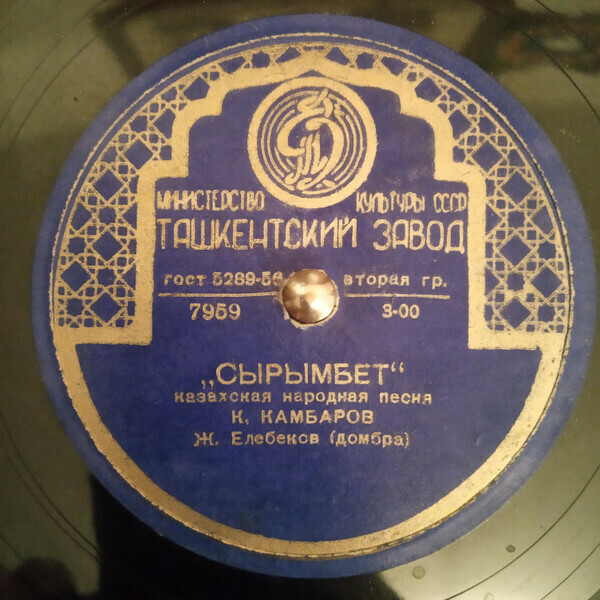 МИНИСТЕРСТВО КУЛЬТУРЫ СССР
ТАШКЕНТСКИЙ ЗАВОД
гост 5289-56 вторая гр.
7959 3-00
„СЫРЫМБЕТ“
казахская народная песня
К. КАМБАРОВ
Ж. Елебеков (домбра)